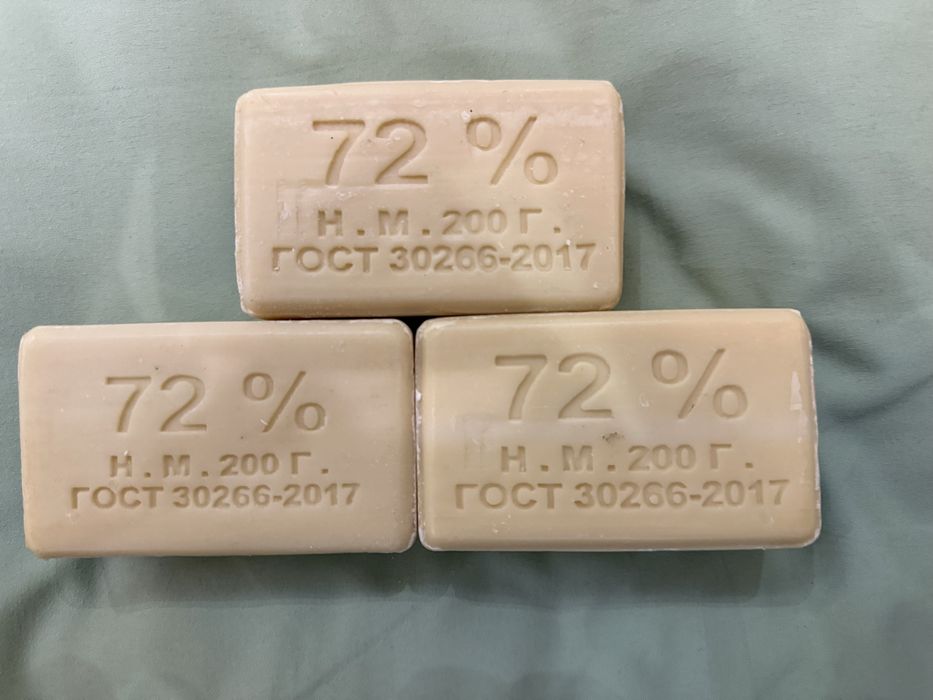 72 %
Н . М . 200 Г .
ГОСТ 30266-2017
72 %
Н . М . 200 Г .
ГОСТ 30266-2017
72 %
Н . М . 200 Г .
ГОСТ 30266-2017